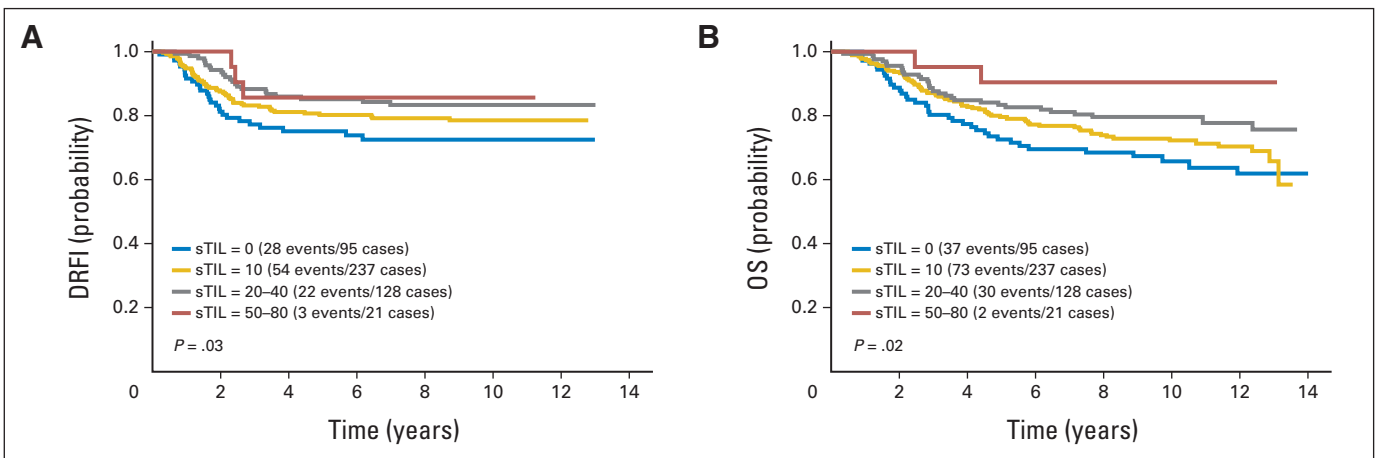 A
DRFI (probability)
1.0
0.8
0.6
0.4
0.2
sTIL = 0 (28 events/95 cases)
sTIL = 10 (54 events/237 cases)
sTIL = 20–40 (22 events/128 cases)
sTIL = 50–80 (3 events/21 cases)
P = .03
0 2 4 6 8 10 12 14
Time (years)
B
OS (probability)
1.0
0.8
0.6
0.4
0.2
sTIL = 0 (37 events/95 cases)
sTIL = 10 (73 events/237 cases)
sTIL = 20–40 (30 events/128 cases)
sTIL = 50–80 (2 events/21 cases)
P = .02
0 2 4 6 8 10 12 14
Time (years)